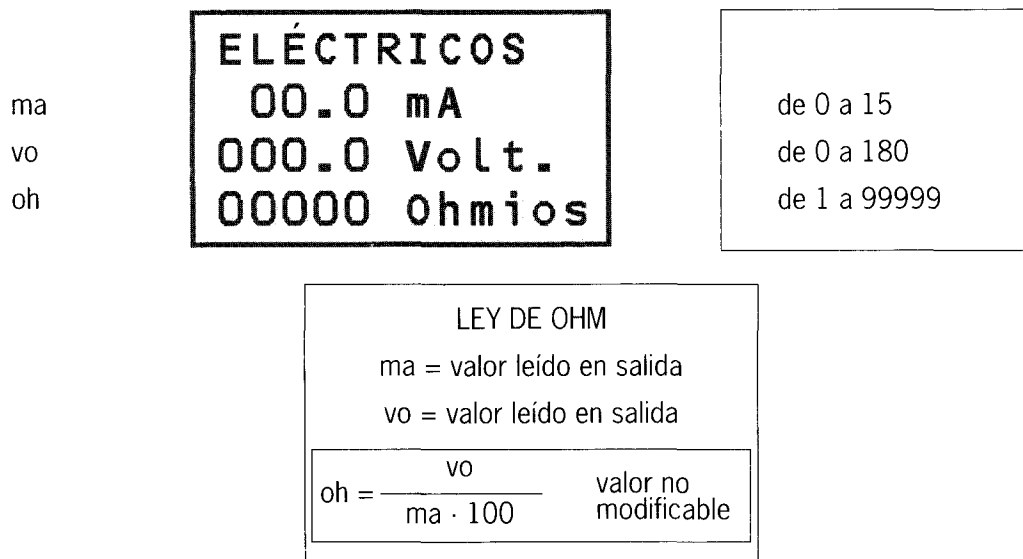 ELÉCTRICOS
ma 00.0 mA de 0 a 15
vo 000.0 Volt. de 0 a 180
oh 00000 Ohmios de 1 a 99999
LEY DE OHM
ma = valor leído en salida
vo = valor leído en salida
oh = vo / ma · 100 valor no modificable